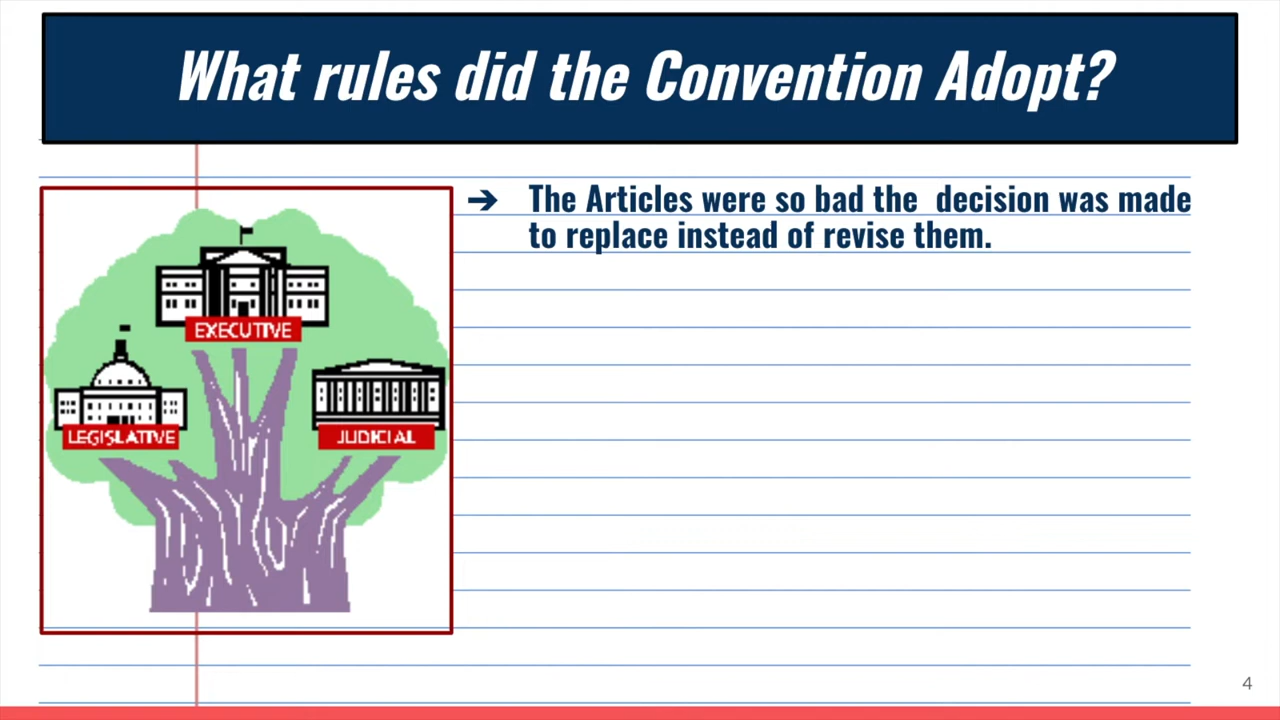 What rules did the Convention Adopt?
➔ The Articles were so bad the  decision was made
to replace instead of revise them.
EXECUTIVE
LEGISLATIVE
JUDICIAL
4